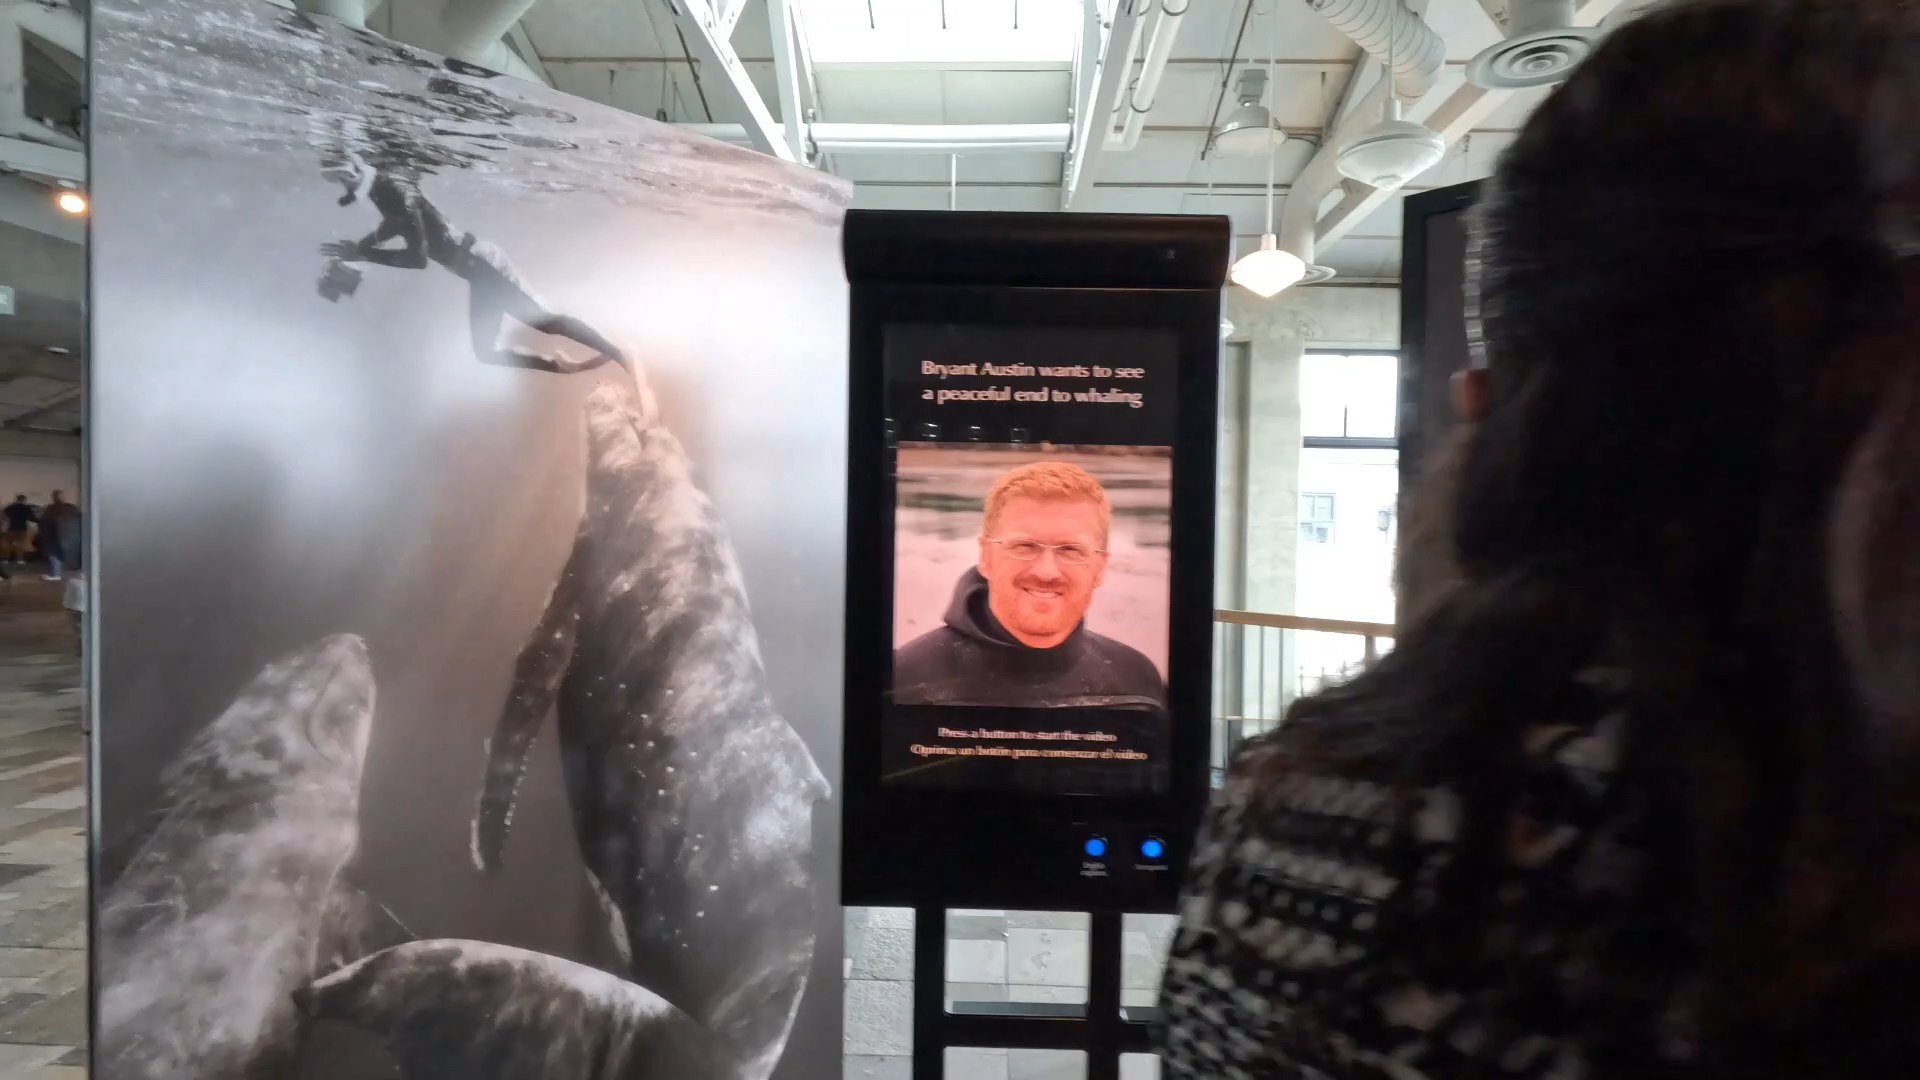 Bryant Austin wants to see
a peaceful end to whaling
Press a button to start the video
Oprima un botón para comenzar el video